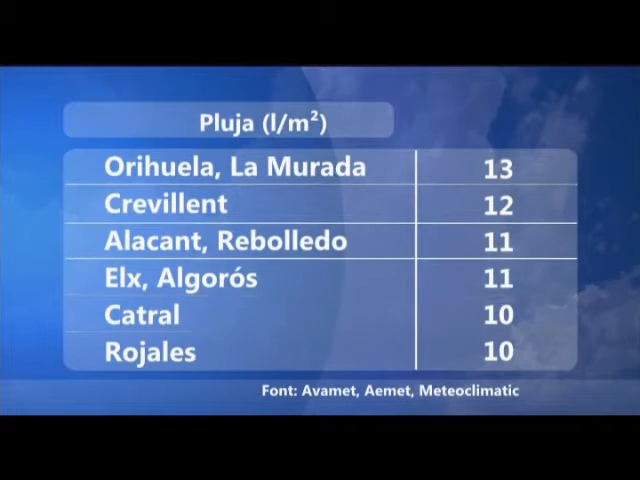 Pluja (l/m²)
Orihuela, La Murada 13
Crevillent 12
Alacant, Rebolledo 11
Elx, Algorós 11
Catral 10
Rojales 10
Font: Avamet, Aemet, Meteoclimatic